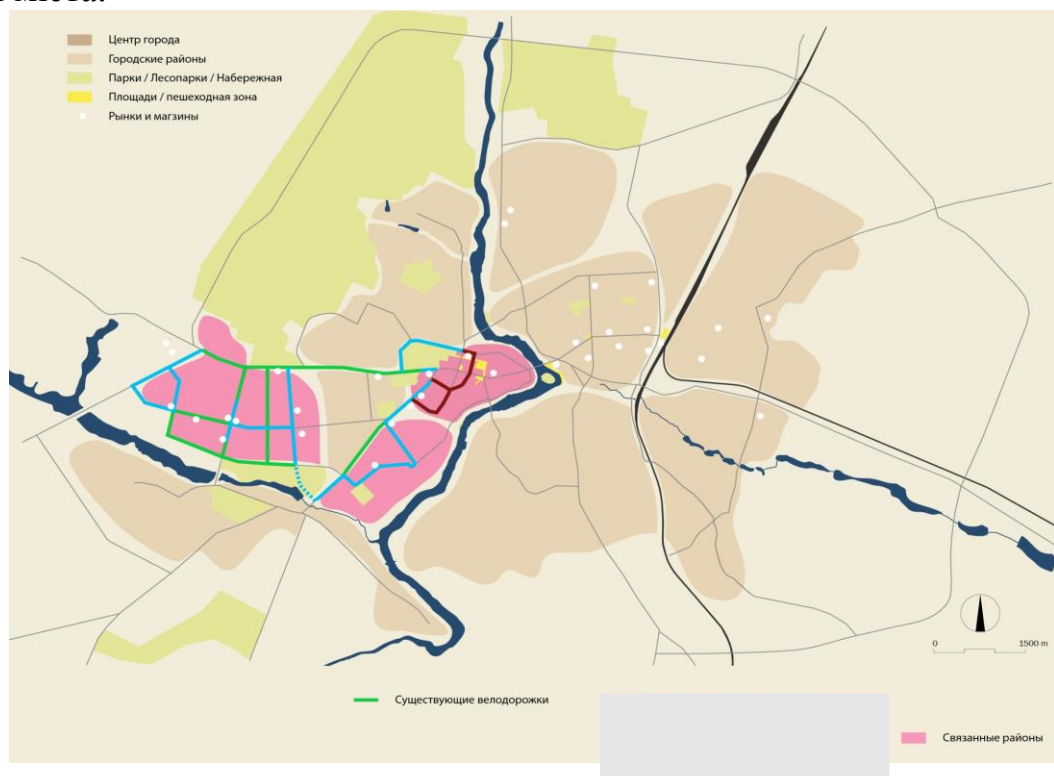 Центр города
Городские районы
Парки / Лесопарки / Набережная
Площади / пешеходная зона
Рынки и магзины
0 1500 m
Существующие велодорожки
Связанные районы